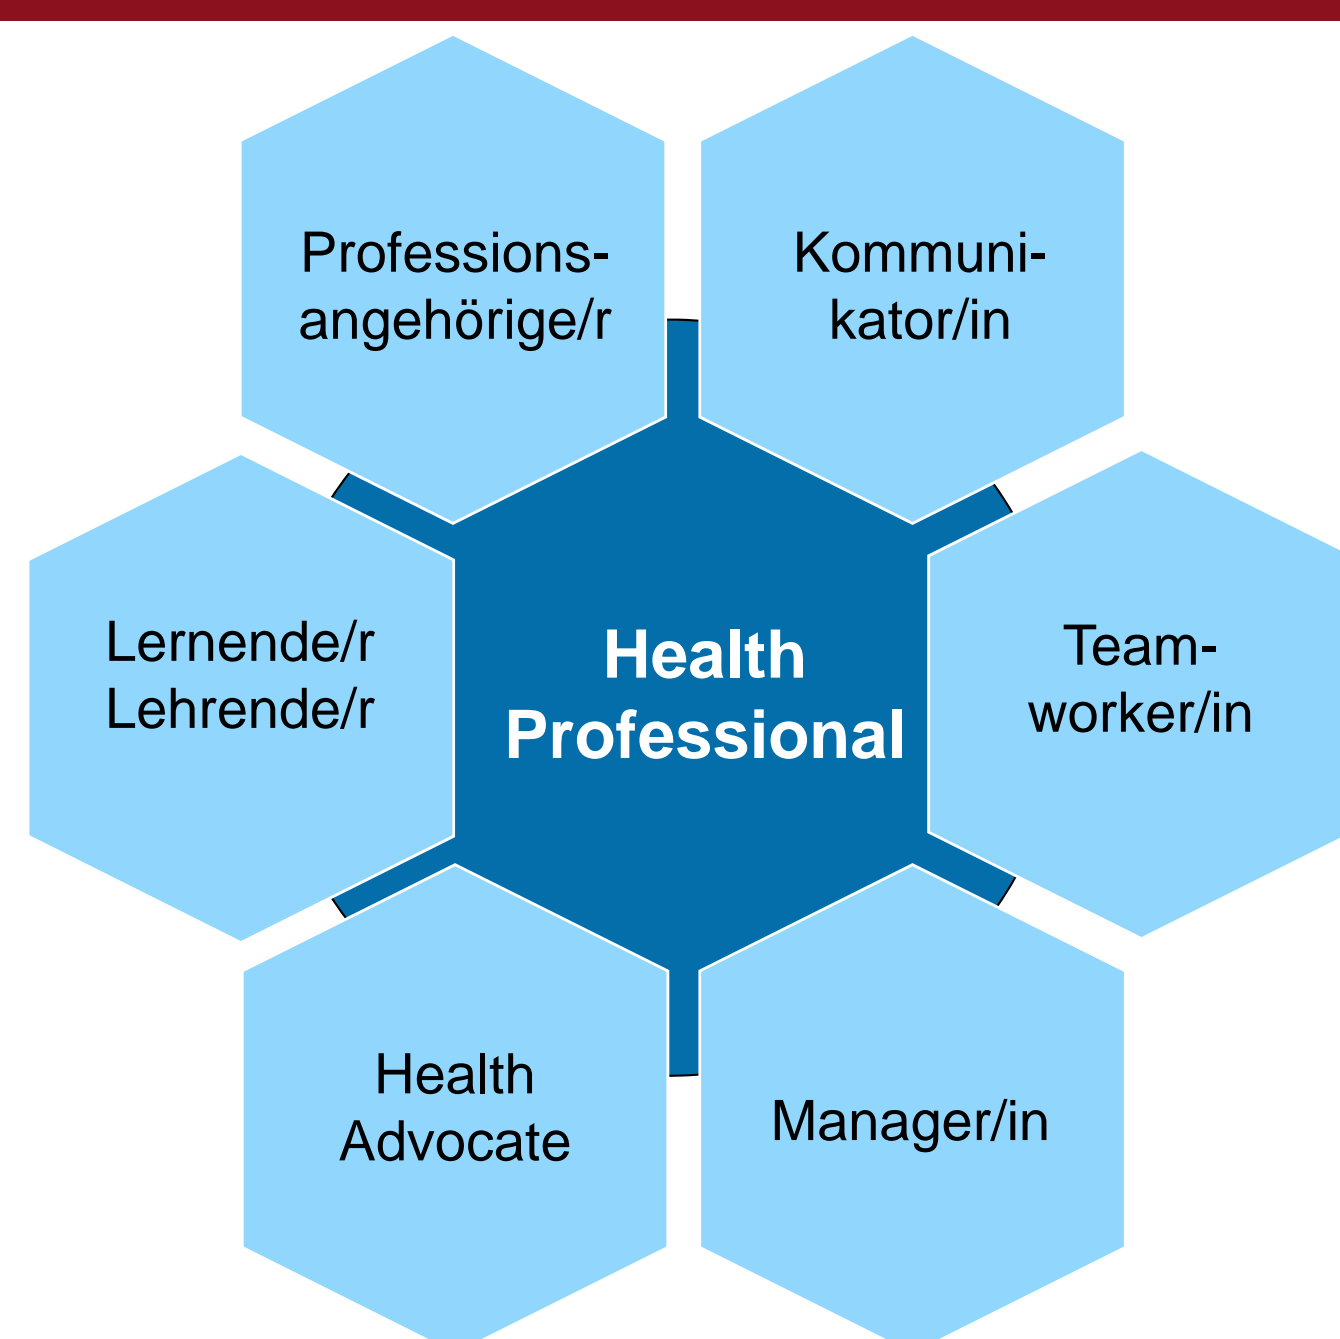 Professions-
angehörige/r
Kommuni-
kator/in
Lernende/r
Lehrende/r
Health
Professional
Team-
worker/in
Health
Advocate
Manager/in